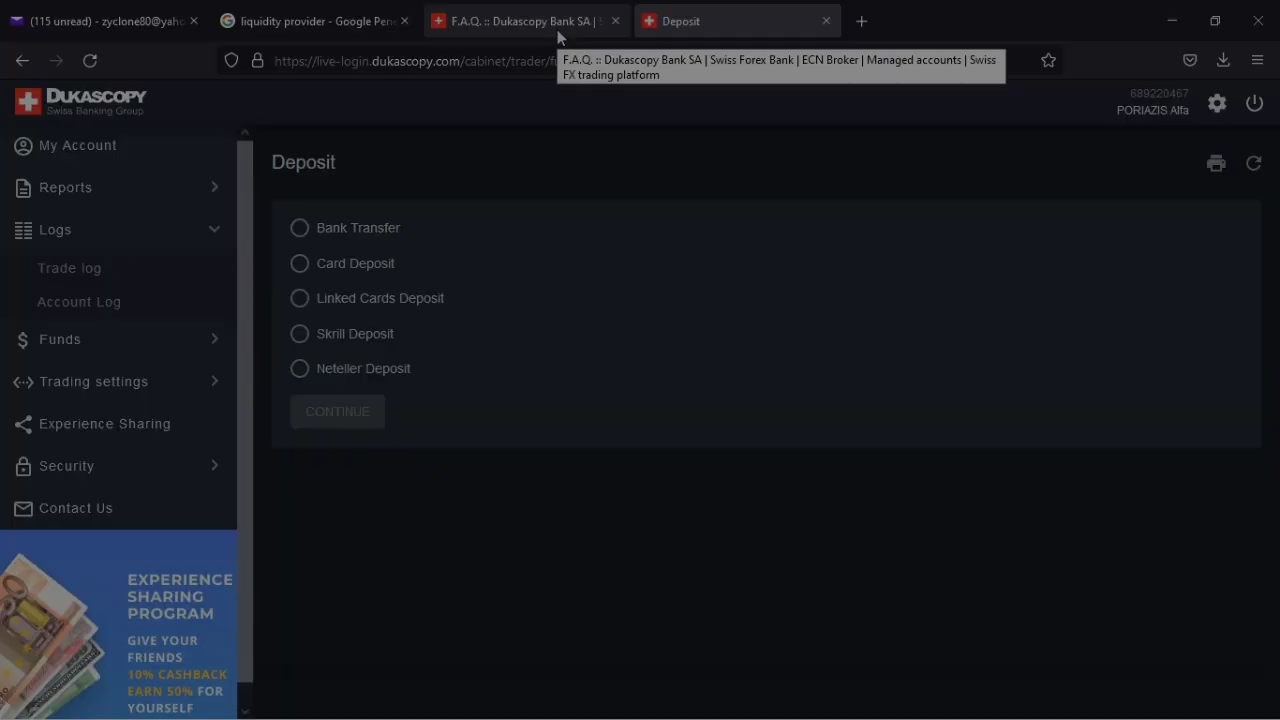 (115 unread) - zyclone80@yaho
liquidity provider - Google Pen
F.A.Q. :: Dukascopy Bank SA |
Deposit
https://live-login.dukascopy.com/cabinet/trader/fu
F.A.Q. :: Dukascopy Bank SA | Swiss Forex Bank | ECN Broker | Managed accounts | Swiss
FX trading platform
DUKASCOPY
Swiss Banking Group
689220467
PORIAZIS Alfa
My Account
Reports
Logs
Trade log
Account Log
Funds
Trading settings
Experience Sharing
Security
Contact Us
EXPERIENCE
SHARING
PROGRAM
GIVE YOUR
FRIENDS
10% CASHBACK
EARN 50% FOR
YOURSELF
Deposit
Bank Transfer
Card Deposit
Linked Cards Deposit
Skrill Deposit
Neteller Deposit
CONTINUE